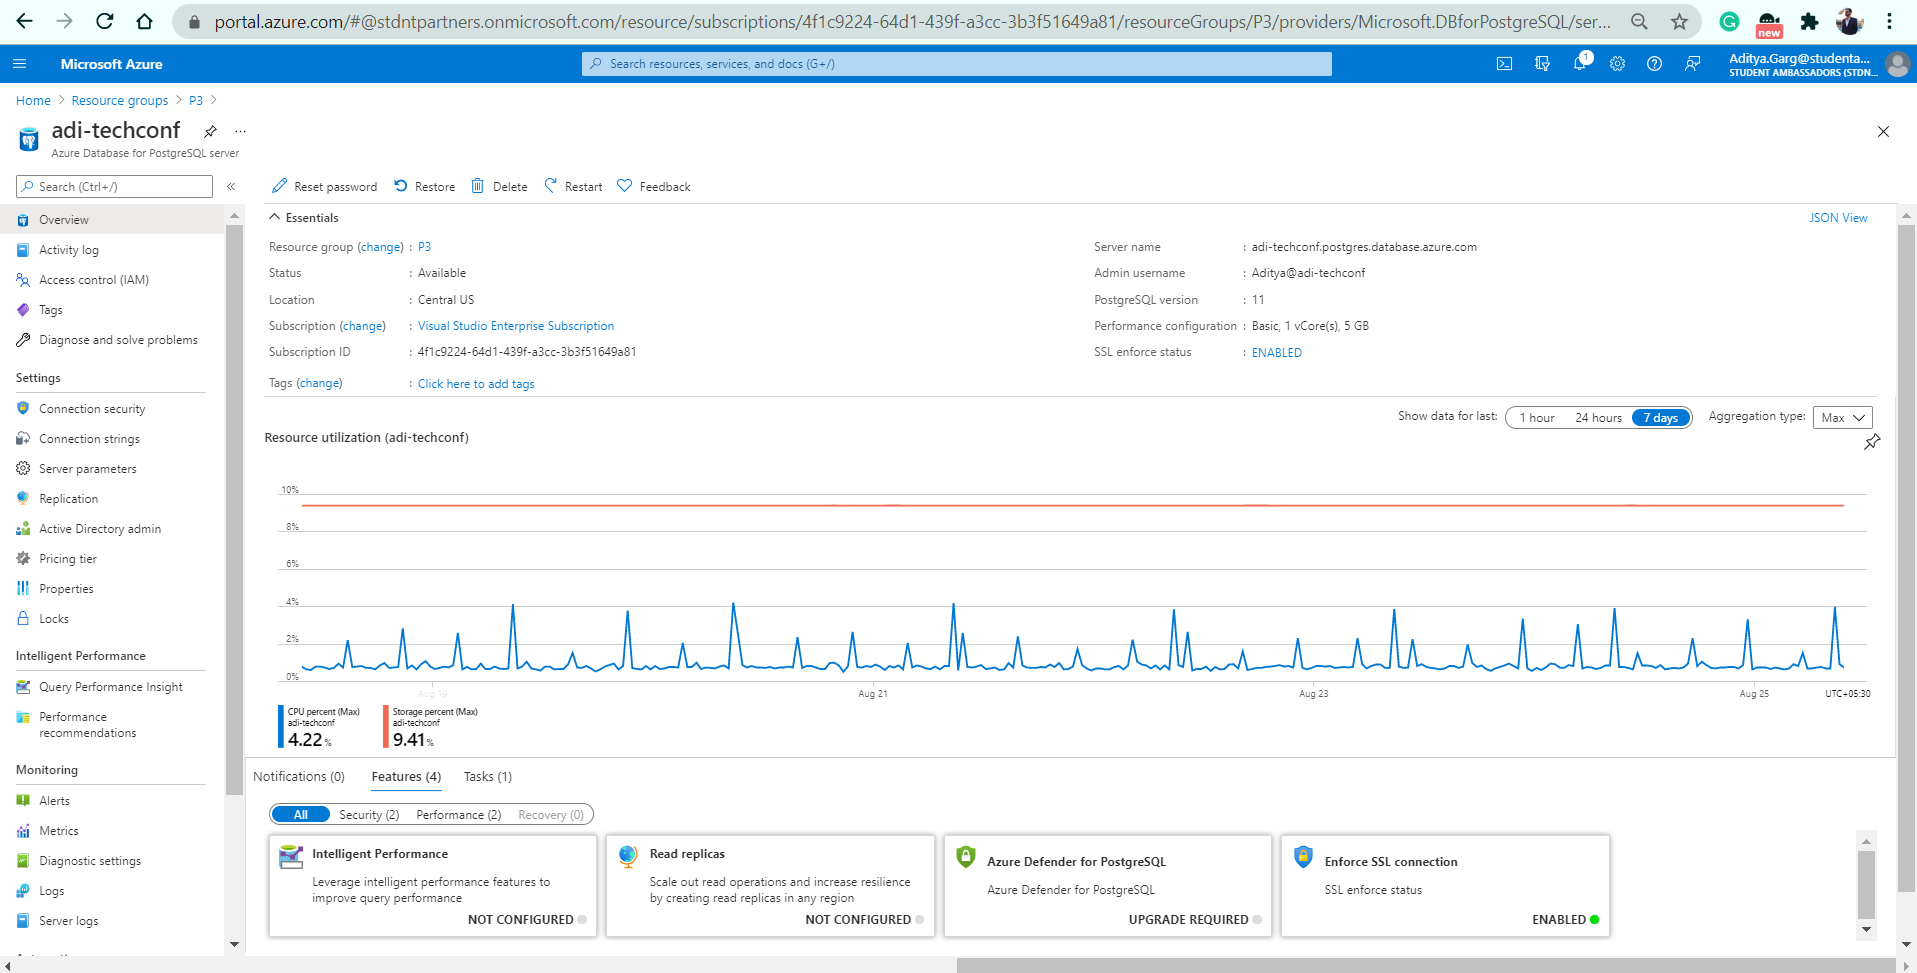 portal.azure.com/#@stdntpartners.onmicrosoft.com/resource/subscriptions/4f1c9224-64d1-439f-a3cc-3b3f51649a81/resourceGroups/P3/providers/Microsoft.DBforPostgreSQL/ser...
new
Microsoft Azure
Search resources, services, and docs (G+/)
1
Aditya.Garg@studenta...
STUDENT AMBASSADORS (STDN...
Home > Resource groups > P3 >
adi-techconf ...
Azure Database for PostgreSQL server
Search (Ctrl+/) «
Overview
Activity log
Access control (IAM)
Tags
Diagnose and solve problems
Settings
Connection security
Connection strings
Server parameters
Replication
Active Directory admin
Pricing tier
Properties
Locks
Intelligent Performance
Query Performance Insight
Performance
recommendations
Monitoring
Alerts
Metrics
Diagnostic settings
Logs
Server logs
Reset password Restore Delete Restart Feedback
Essentials
JSON View
Resource group (change) : P3
Status : Available
Location : Central US
Subscription (change) : Visual Studio Enterprise Subscription
Subscription ID : 4f1c9224-64d1-439f-a3cc-3b3f51649a81
Tags (change) : Click here to add tags
Server name : adi-techconf.postgres.database.azure.com
Admin username : Aditya@adi-techconf
PostgreSQL version : 11
Performance configuration : Basic, 1 vCore(s), 5 GB
SSL enforce status : ENABLED
Show data for last: 1 hour 24 hours 7 days Aggregation type: Max
Resource utilization (adi-techconf)
10%
8%
6%
4%
2%
0%
Aug 19 Aug 21 Aug 23 Aug 25 UTC+05:30
CPU percent (Max)
adi-techconf
4.22 %
Storage percent (Max)
adi-techconf
9.41 %
Notifications (0) Features (4) Tasks (1)
All Security (2) Performance (2) Recovery (0)
Intelligent Performance
Leverage intelligent performance features to
improve query performance
NOT CONFIGURED
Read replicas
Scale out read operations and increase resilience
by creating read replicas in any region
NOT CONFIGURED
Azure Defender for PostgreSQL
Azure Defender for PostgreSQL
UPGRADE REQUIRED
Enforce SSL connection
SSL enforce status
ENABLED